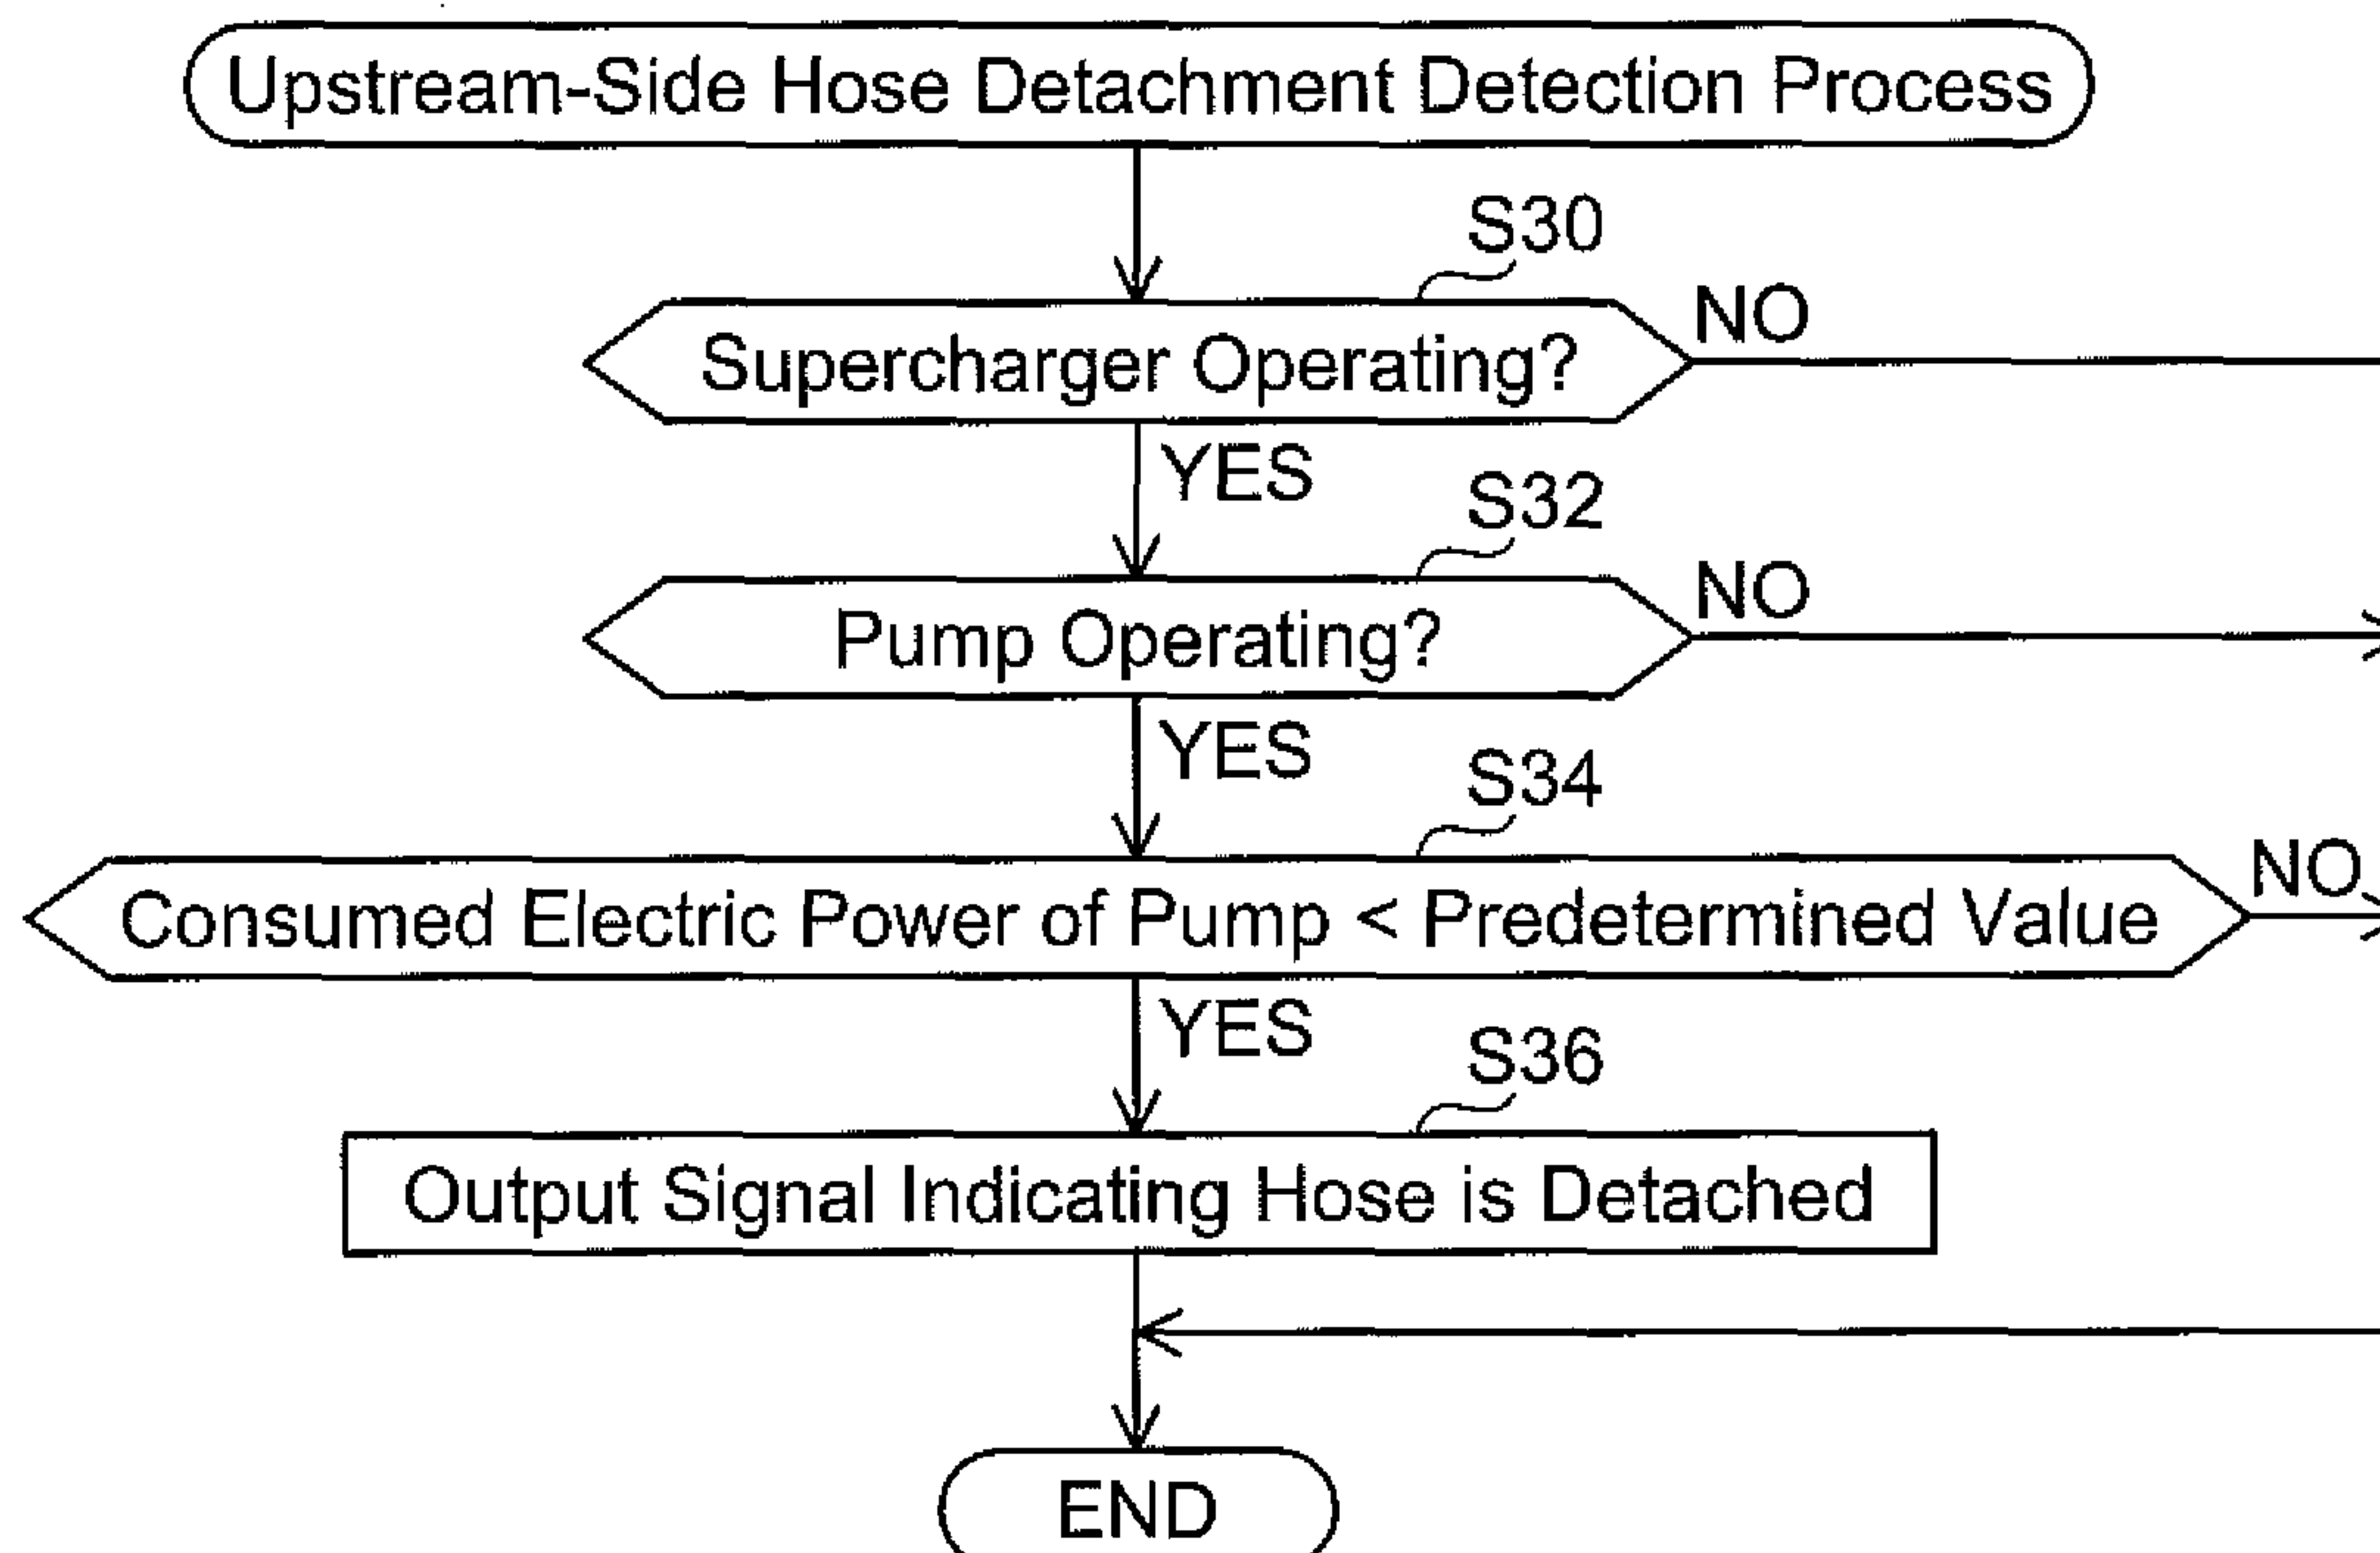 Upstream-Side Hose Detachment Detection Process
S30
Supercharger Operating?
NO
YES
S32
Pump Operating?
NO
YES
S34
Consumed Electric Power of Pump < Predetermined Value
NO
YES
S36
Output Signal Indicating Hose is Detached
END